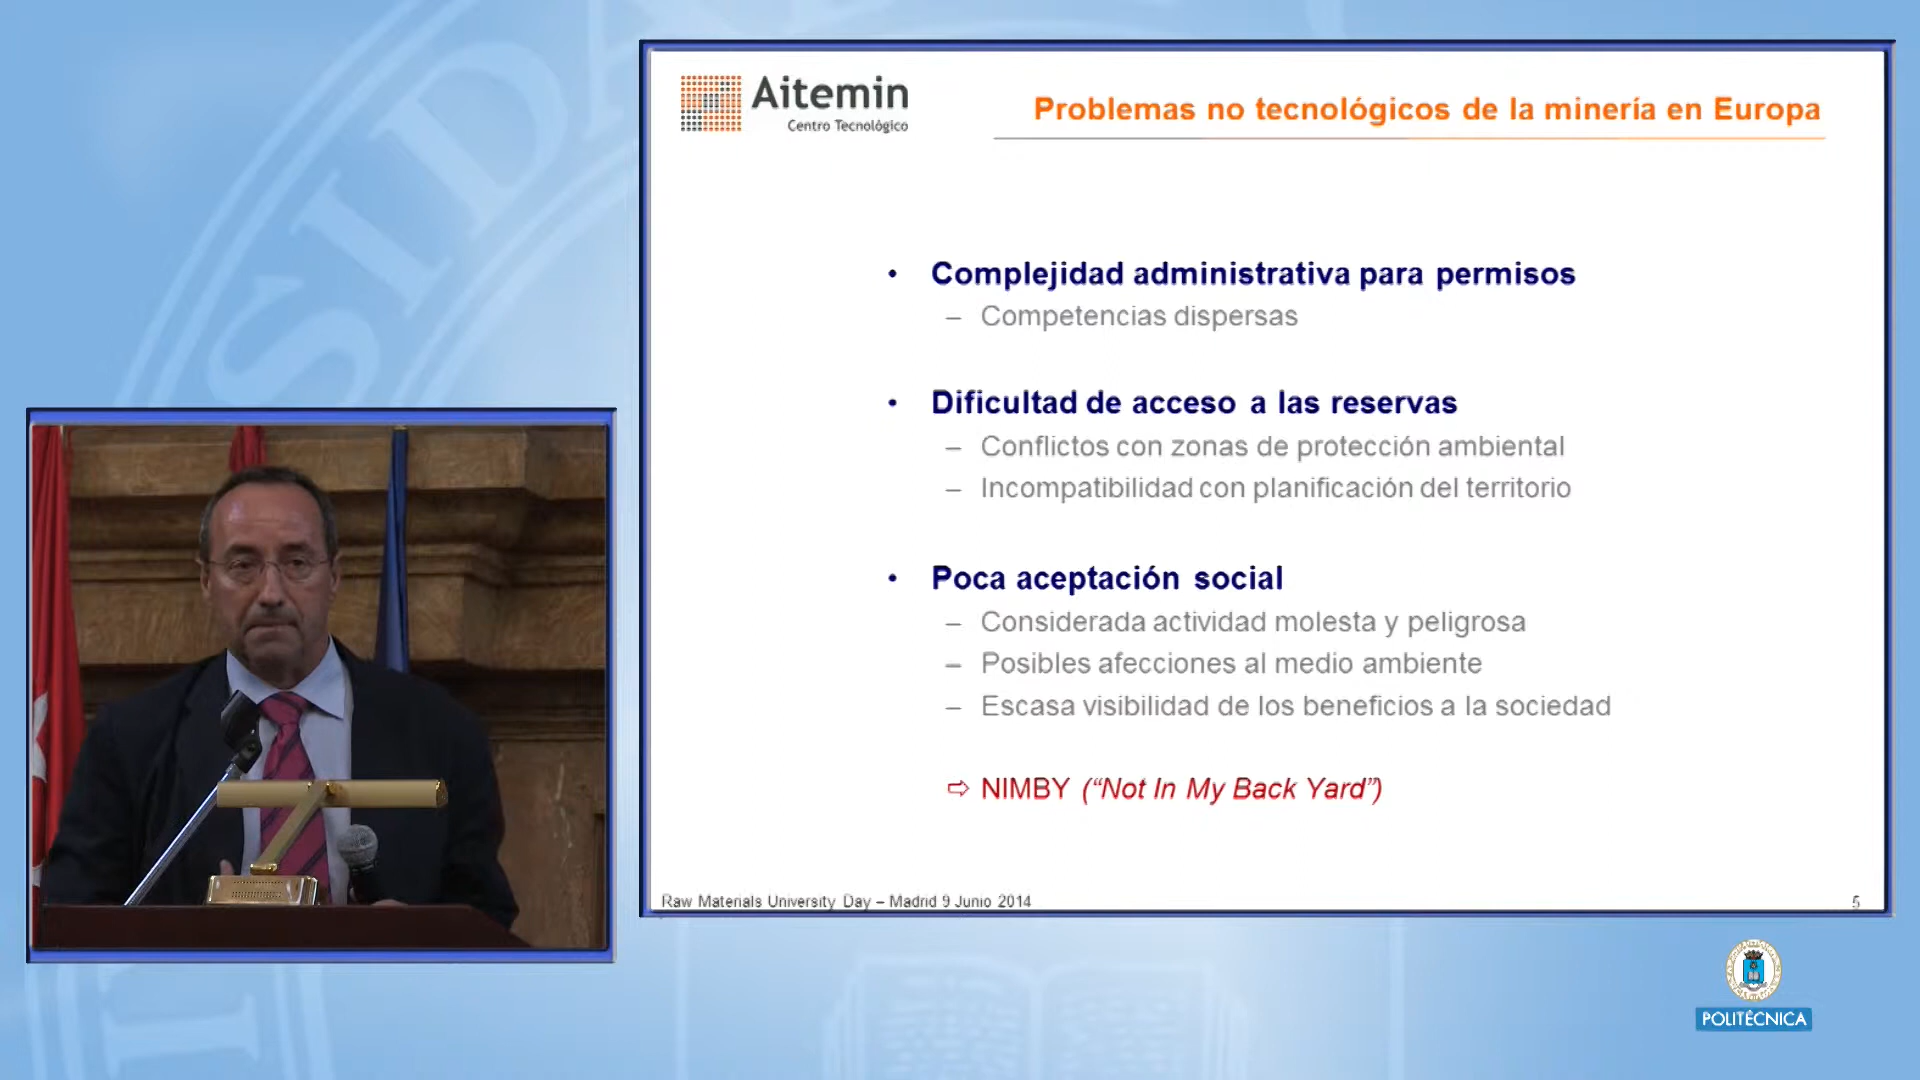 Aitemin
Centro Tecnológico
Problemas no tecnológicos de la minería en Europa
• Complejidad administrativa para permisos
– Competencias dispersas
• Dificultad de acceso a las reservas
– Conflictos con zonas de protección ambiental
– Incompatibilidad con planificación del territorio
• Poca aceptación social
– Considerada actividad molesta y peligrosa
– Posibles afecciones al medio ambiente
– Escasa visibilidad de los beneficios a la sociedad
⇨ NIMBY (“Not In My Back Yard”)
Raw Materials University Day – Madrid 9 Junio 2014
5
POLITÉCNICA